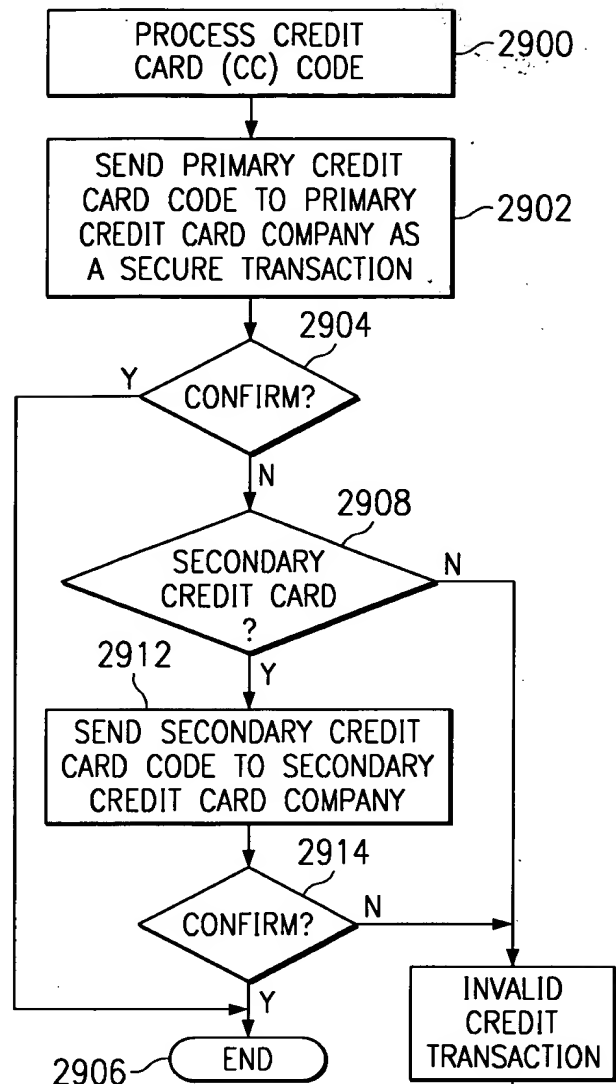 PROCESS CREDIT
CARD (CC) CODE
2900
SEND PRIMARY CREDIT
CARD CODE TO PRIMARY
CREDIT CARD COMPANY AS
A SECURE TRANSACTION
2902
2904
Y
CONFIRM?
N
2908
SECONDARY
CREDIT CARD
?
N
2912
Y
SEND SECONDARY CREDIT
CARD CODE TO SECONDARY
CREDIT CARD COMPANY
2914
CONFIRM?
N
Y
INVALID
CREDIT
TRANSACTION
2906
END